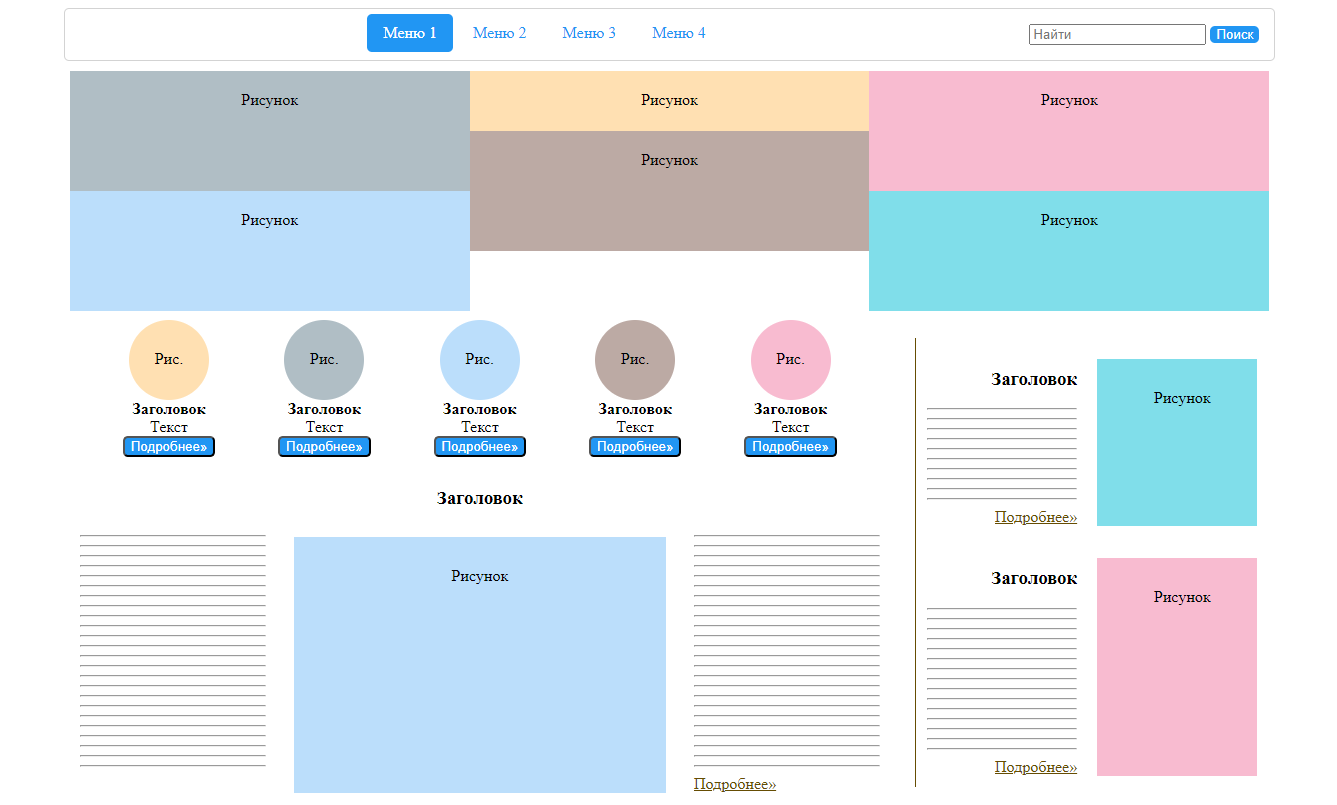 Меню 1 Меню 2 Меню 3 Меню 4 Найти Поиск
Рисунок Рисунок Рисунок
Рисунок
Рисунок Рисунок
Рис. Рис. Рис. Рис. Рис.
Заголовок Заголовок Заголовок Заголовок Заголовок
Текст Текст Текст Текст Текст
Подробнее» Подробнее» Подробнее» Подробнее» Подробнее»
Заголовок
Рисунок
Подробнее»
Заголовок
Рисунок
Подробнее»
Заголовок
Рисунок
Подробнее»